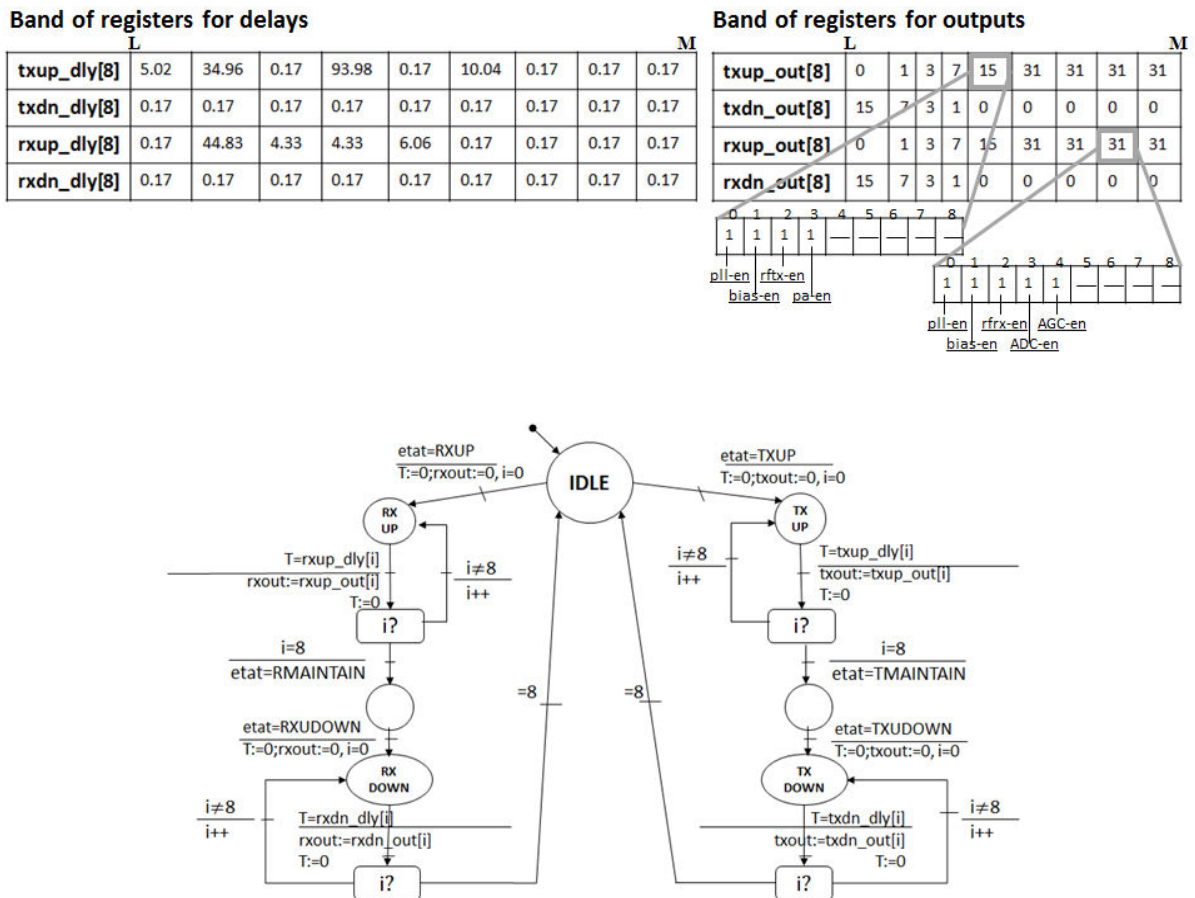 Band of registers for delays
L M
txup_dly[8] 5.02 34.96 0.17 93.98 0.17 10.04 0.17 0.17 0.17
txdn_dly[8] 0.17 0.17 0.17 0.17 0.17 0.17 0.17 0.17 0.17
rxup_dly[8] 0.17 44.83 4.33 4.33 6.06 0.17 0.17 0.17 0.17
rxdn_dly[8] 0.17 0.17 0.17 0.17 0.17 0.17 0.17 0.17 0.17
Band of registers for outputs
L M
txup_out[8] 0 1 3 7 15 31 31 31 31
txdn_out[8] 15 7 3 1 0 0 0 0 0
rxup_out[8] 0 1 3 7 15 31 31 31 31
rxdn_out[8] 15 7 3 1 0 0 0 0 0
0 1 2 3 4 5 6 7 8
1 1 1 1 — — — — —
pll-en rftx-en
bias-en pa-en
0 1 2 3 4 5 6 7 8
1 1 1 1 1 — — — —
pll-en rfrx-en AGC-en
bias-en ADC-en
etat=RXUP
T:=0;rxout:=0, i=0
IDLE
etat=TXUP
T:=0;txout:=0, i=0
RX
UP
TX
UP
T=rxup_dly[i]
rxout:=rxup_out[i]
T:=0
i≠8
i++
i≠8
i++
T=txup_dly[i]
txout:=txup_out[i]
T:=0
i?
i?
i=8
etat=RMAINTAIN
i=8
etat=TMAINTAIN
=8
=8
etat=RXUDOWN
T:=0;rxout:=0, i=0
etat=TXUDOWN
T:=0;txout:=0, i=0
RX
DOWN
TX
DOWN
i≠8
i++
T=rxdn_dly[i]
rxout:=rxdn_out[i]
T:=0
T=txdn_dly[i]
txout:=txdn_out[i]
T:=0
i≠8
i++
i?
i?